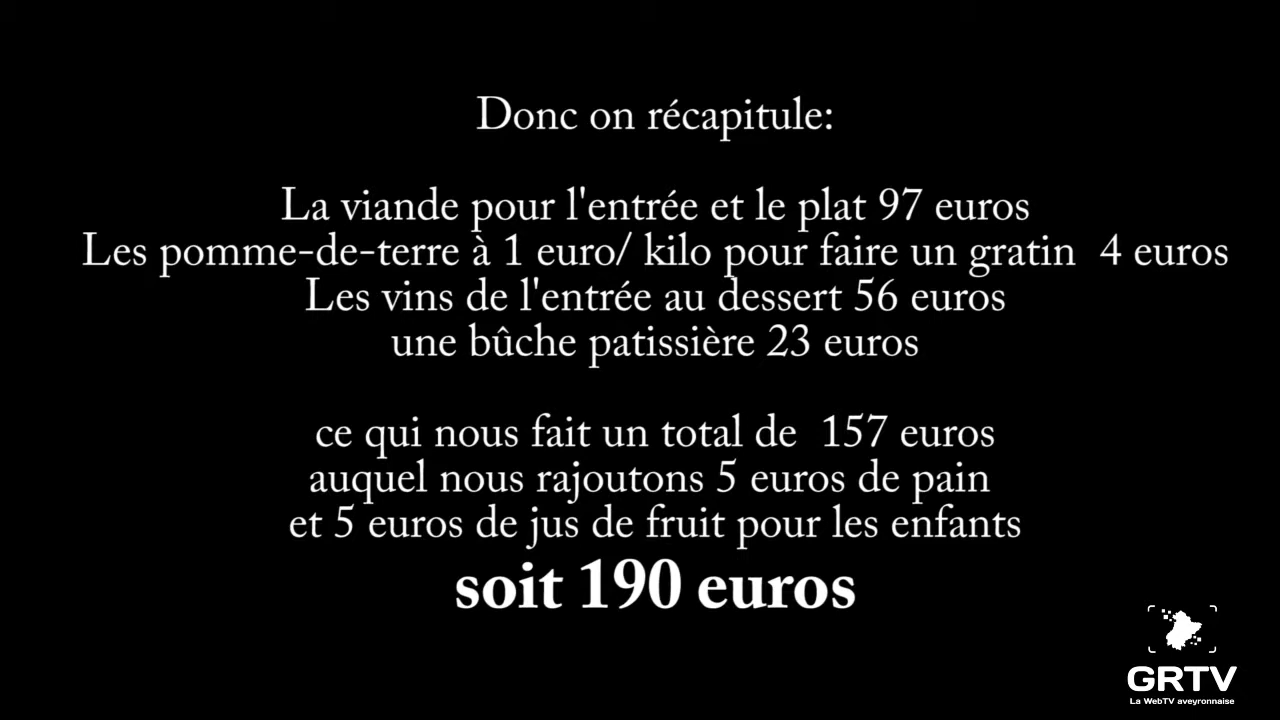 Donc on récapitule:
La viande pour l'entrée et le plat 97 euros
Les pomme-de-terre à 1 euro/ kilo pour faire un gratin  4 euros
Les vins de l'entrée au dessert 56 euros
une bûche patissière 23 euros
ce qui nous fait un total de  157 euros
auquel nous rajoutons 5 euros de pain
et 5 euros de jus de fruit pour les enfants
soit 190 euros
GRTV
La WebTV aveyronnaise